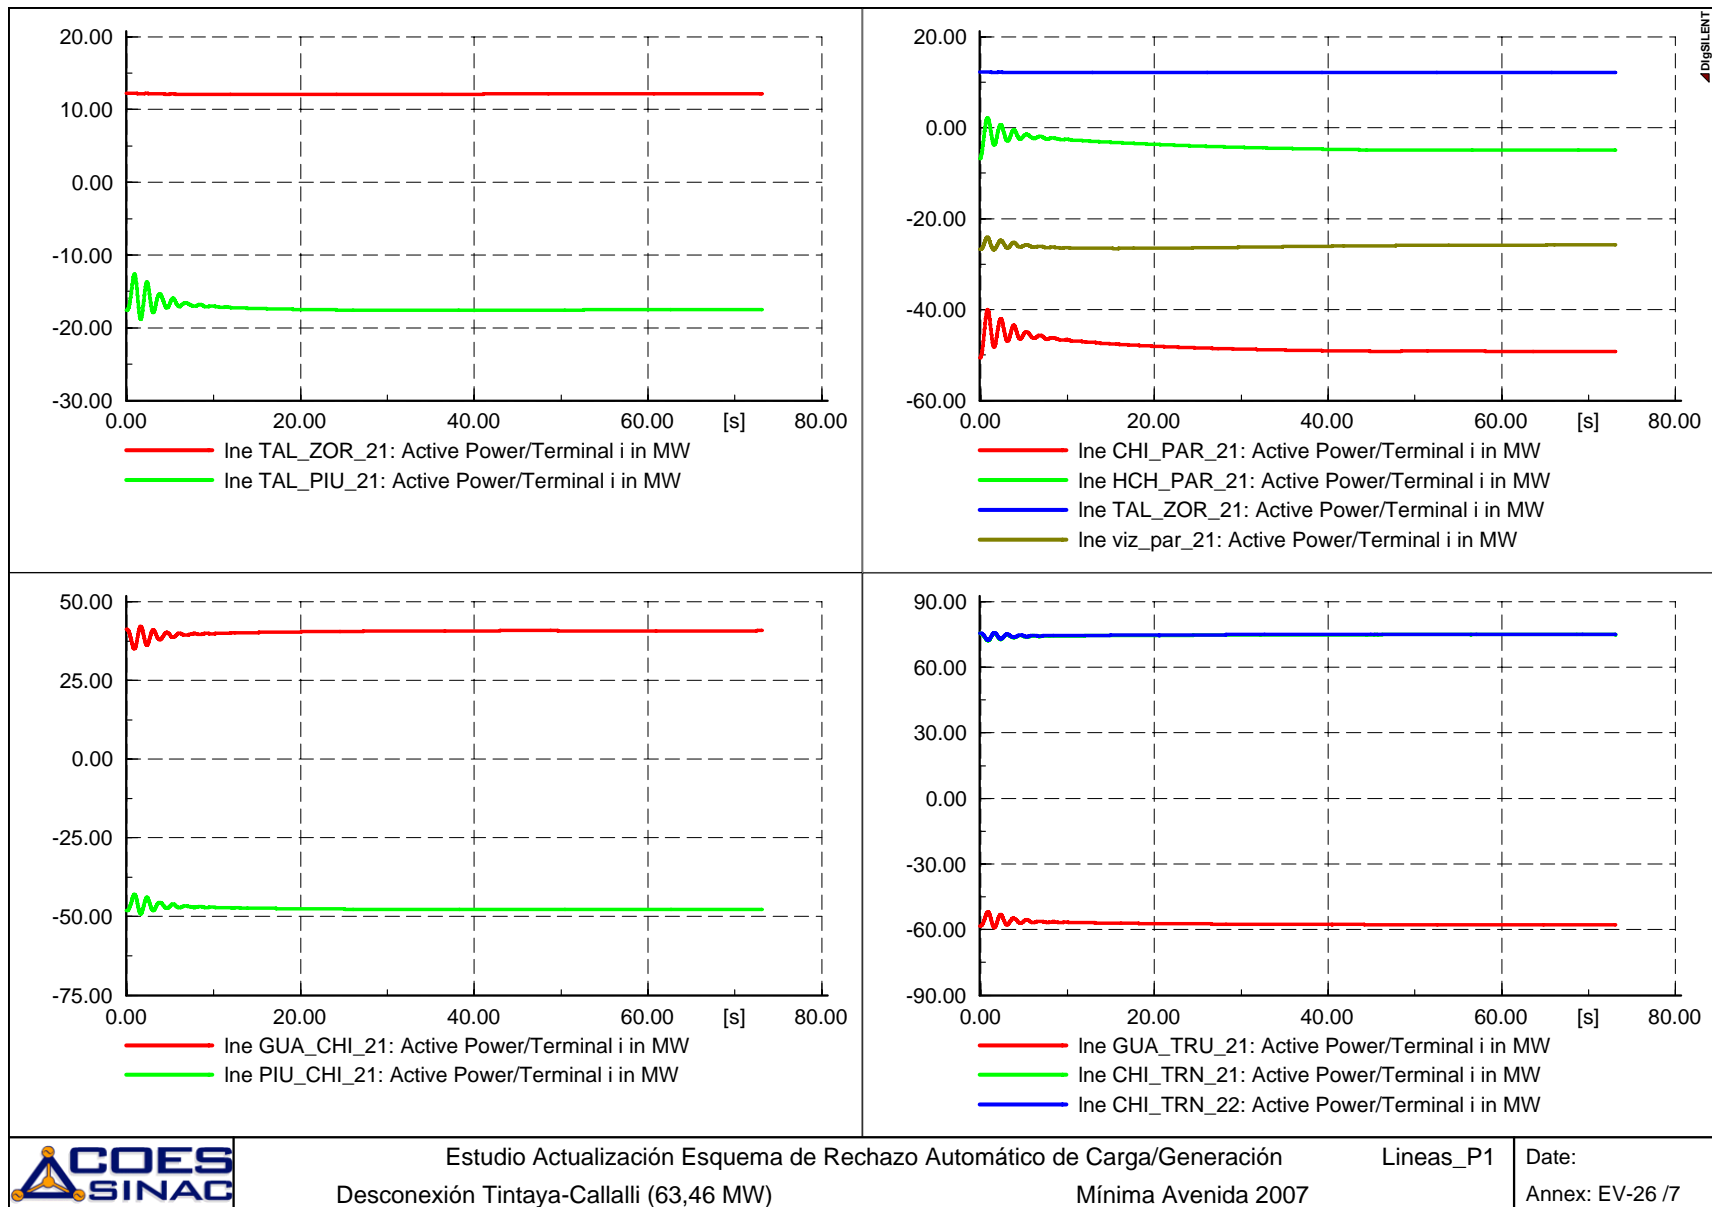 DIgSILENT
20.00
10.00
0.00
-10.00
-20.00
-30.00
0.00 20.00 40.00 60.00 [s] 80.00
lne TAL_ZOR_21: Active Power/Terminal i in MW
lne TAL_PIU_21: Active Power/Terminal i in MW
20.00
0.00
-20.00
-40.00
-60.00
0.00 20.00 40.00 60.00 [s] 80.00
lne CHI_PAR_21: Active Power/Terminal i in MW
lne HCH_PAR_21: Active Power/Terminal i in MW
lne TAL_ZOR_21: Active Power/Terminal i in MW
lne viz_par_21: Active Power/Terminal i in MW
50.00
25.00
0.00
-25.00
-50.00
-75.00
0.00 20.00 40.00 60.00 [s] 80.00
lne GUA_CHI_21: Active Power/Terminal i in MW
lne PIU_CHI_21: Active Power/Terminal i in MW
90.00
60.00
30.00
0.00
-30.00
-60.00
-90.00
0.00 20.00 40.00 60.00 [s] 80.00
lne GUA_TRU_21: Active Power/Terminal i in MW
lne CHI_TRN_21: Active Power/Terminal i in MW
lne CHI_TRN_22: Active Power/Terminal i in MW
COES
SINAC
Estudio Actualización Esquema de Rechazo Automático de Carga/Generación Lineas_P1
Desconexión Tintaya-Callalli (63,46 MW) Mínima Avenida 2007
Date:
Annex: EV-26 /7